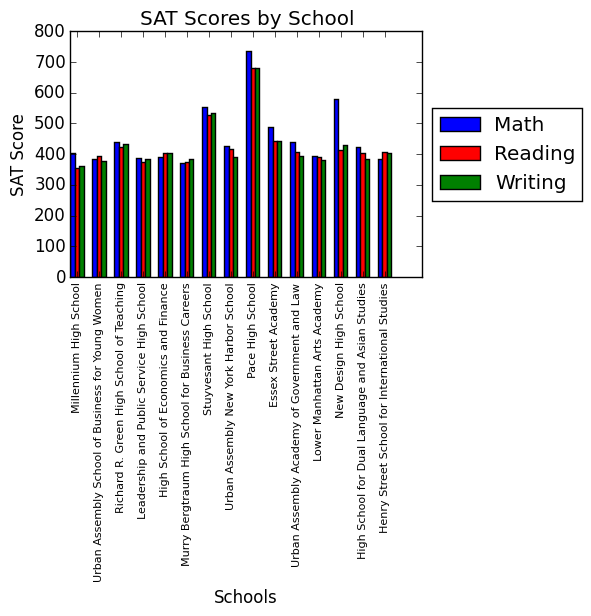 SAT Scores by School
800
700
600
500
400
300
200
100
0
SAT Score
Math
Reading
Writing
Millennium High School
Urban Assembly School of Business for Young Women
Richard R. Green High School of Teaching
Leadership and Public Service High School
High School of Economics and Finance
Murry Bergtraum High School for Business Careers
Stuyvesant High School
Urban Assembly New York Harbor School
Pace High School
Essex Street Academy
Urban Assembly Academy of Government and Law
Lower Manhattan Arts Academy
New Design High School
High School for Dual Language and Asian Studies
Henry Street School for International Studies
Schools